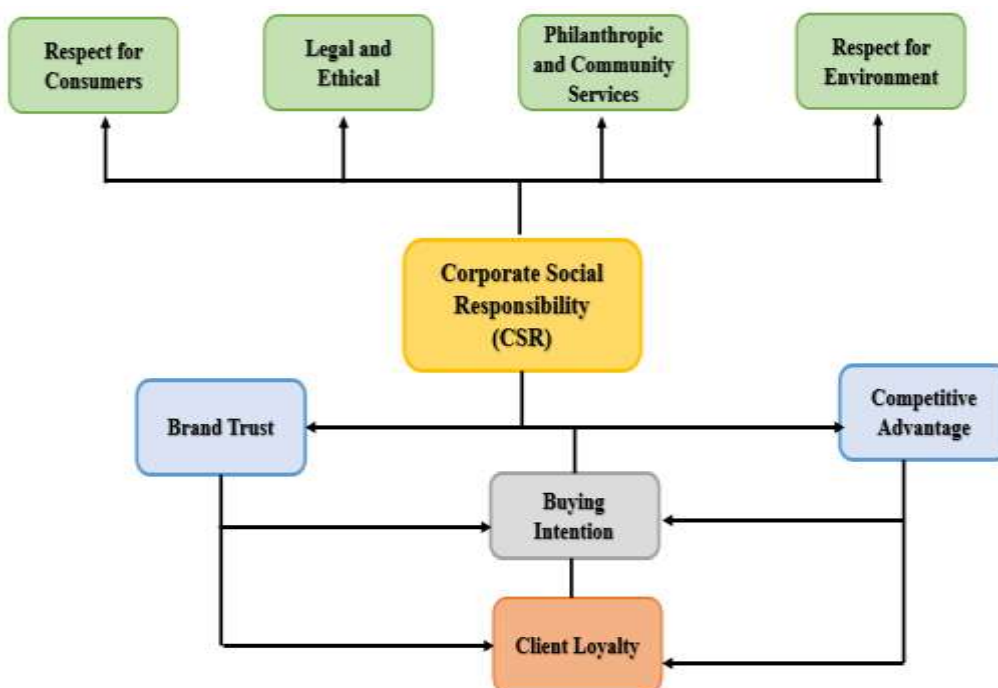 Respect for
Consumers
Legal and
Ethical
Philanthropic
and Community
Services
Respect for
Environment
Corporate Social
Responsibility
(CSR)
Brand Trust
Competitive
Advantage
Buying
Intention
Client Loyalty